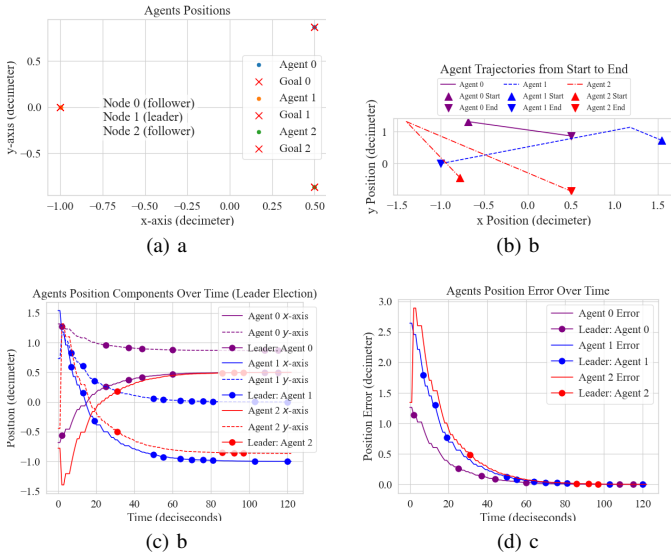 Agents Positions
y-axis (decimeter)
0.5
0.0
−0.5
Node 0 (follower)
Node 1 (leader)
Node 2 (follower)
Agent 0
Goal 0
Agent 1
Goal 1
Agent 2
Goal 2
−1.00 −0.75 −0.50 −0.25 0.00 0.25 0.50
x-axis (decimeter)
(a) a
Agent Trajectories from Start to End
Agent 0 Agent 1 Agent 2
Agent 0 Start Agent 1 Start Agent 2 Start
Agent 0 End Agent 1 End Agent 2 End
y Position (decimeter)
1
0
−1.5 −1.0 −0.5 0.0 0.5 1.0 1.5
x Position (decimeter)
(b) b
Agents Position Components Over Time (Leader Election)
Position (decimeter)
1.5
1.0
0.5
0.0
−0.5
−1.0
−1.5
Agent 0 x-axis
Agent 0 y-axis
Leader: Agent 0
Agent 1 x-axis
Agent 1 y-axis
Leader: Agent 1
Agent 2 x-axis
Agent 2 y-axis
Leader: Agent 2
0 20 40 60 80 100 120
Time (deciseconds)
(c) b
Agents Position Error Over Time
Position Error (decimeter)
3.0
2.5
2.0
1.5
1.0
0.5
0.0
Agent 0 Error
Leader: Agent 0
Agent 1 Error
Leader: Agent 1
Agent 2 Error
Leader: Agent 2
0 20 40 60 80 100 120
Time (deciseconds)
(d) c